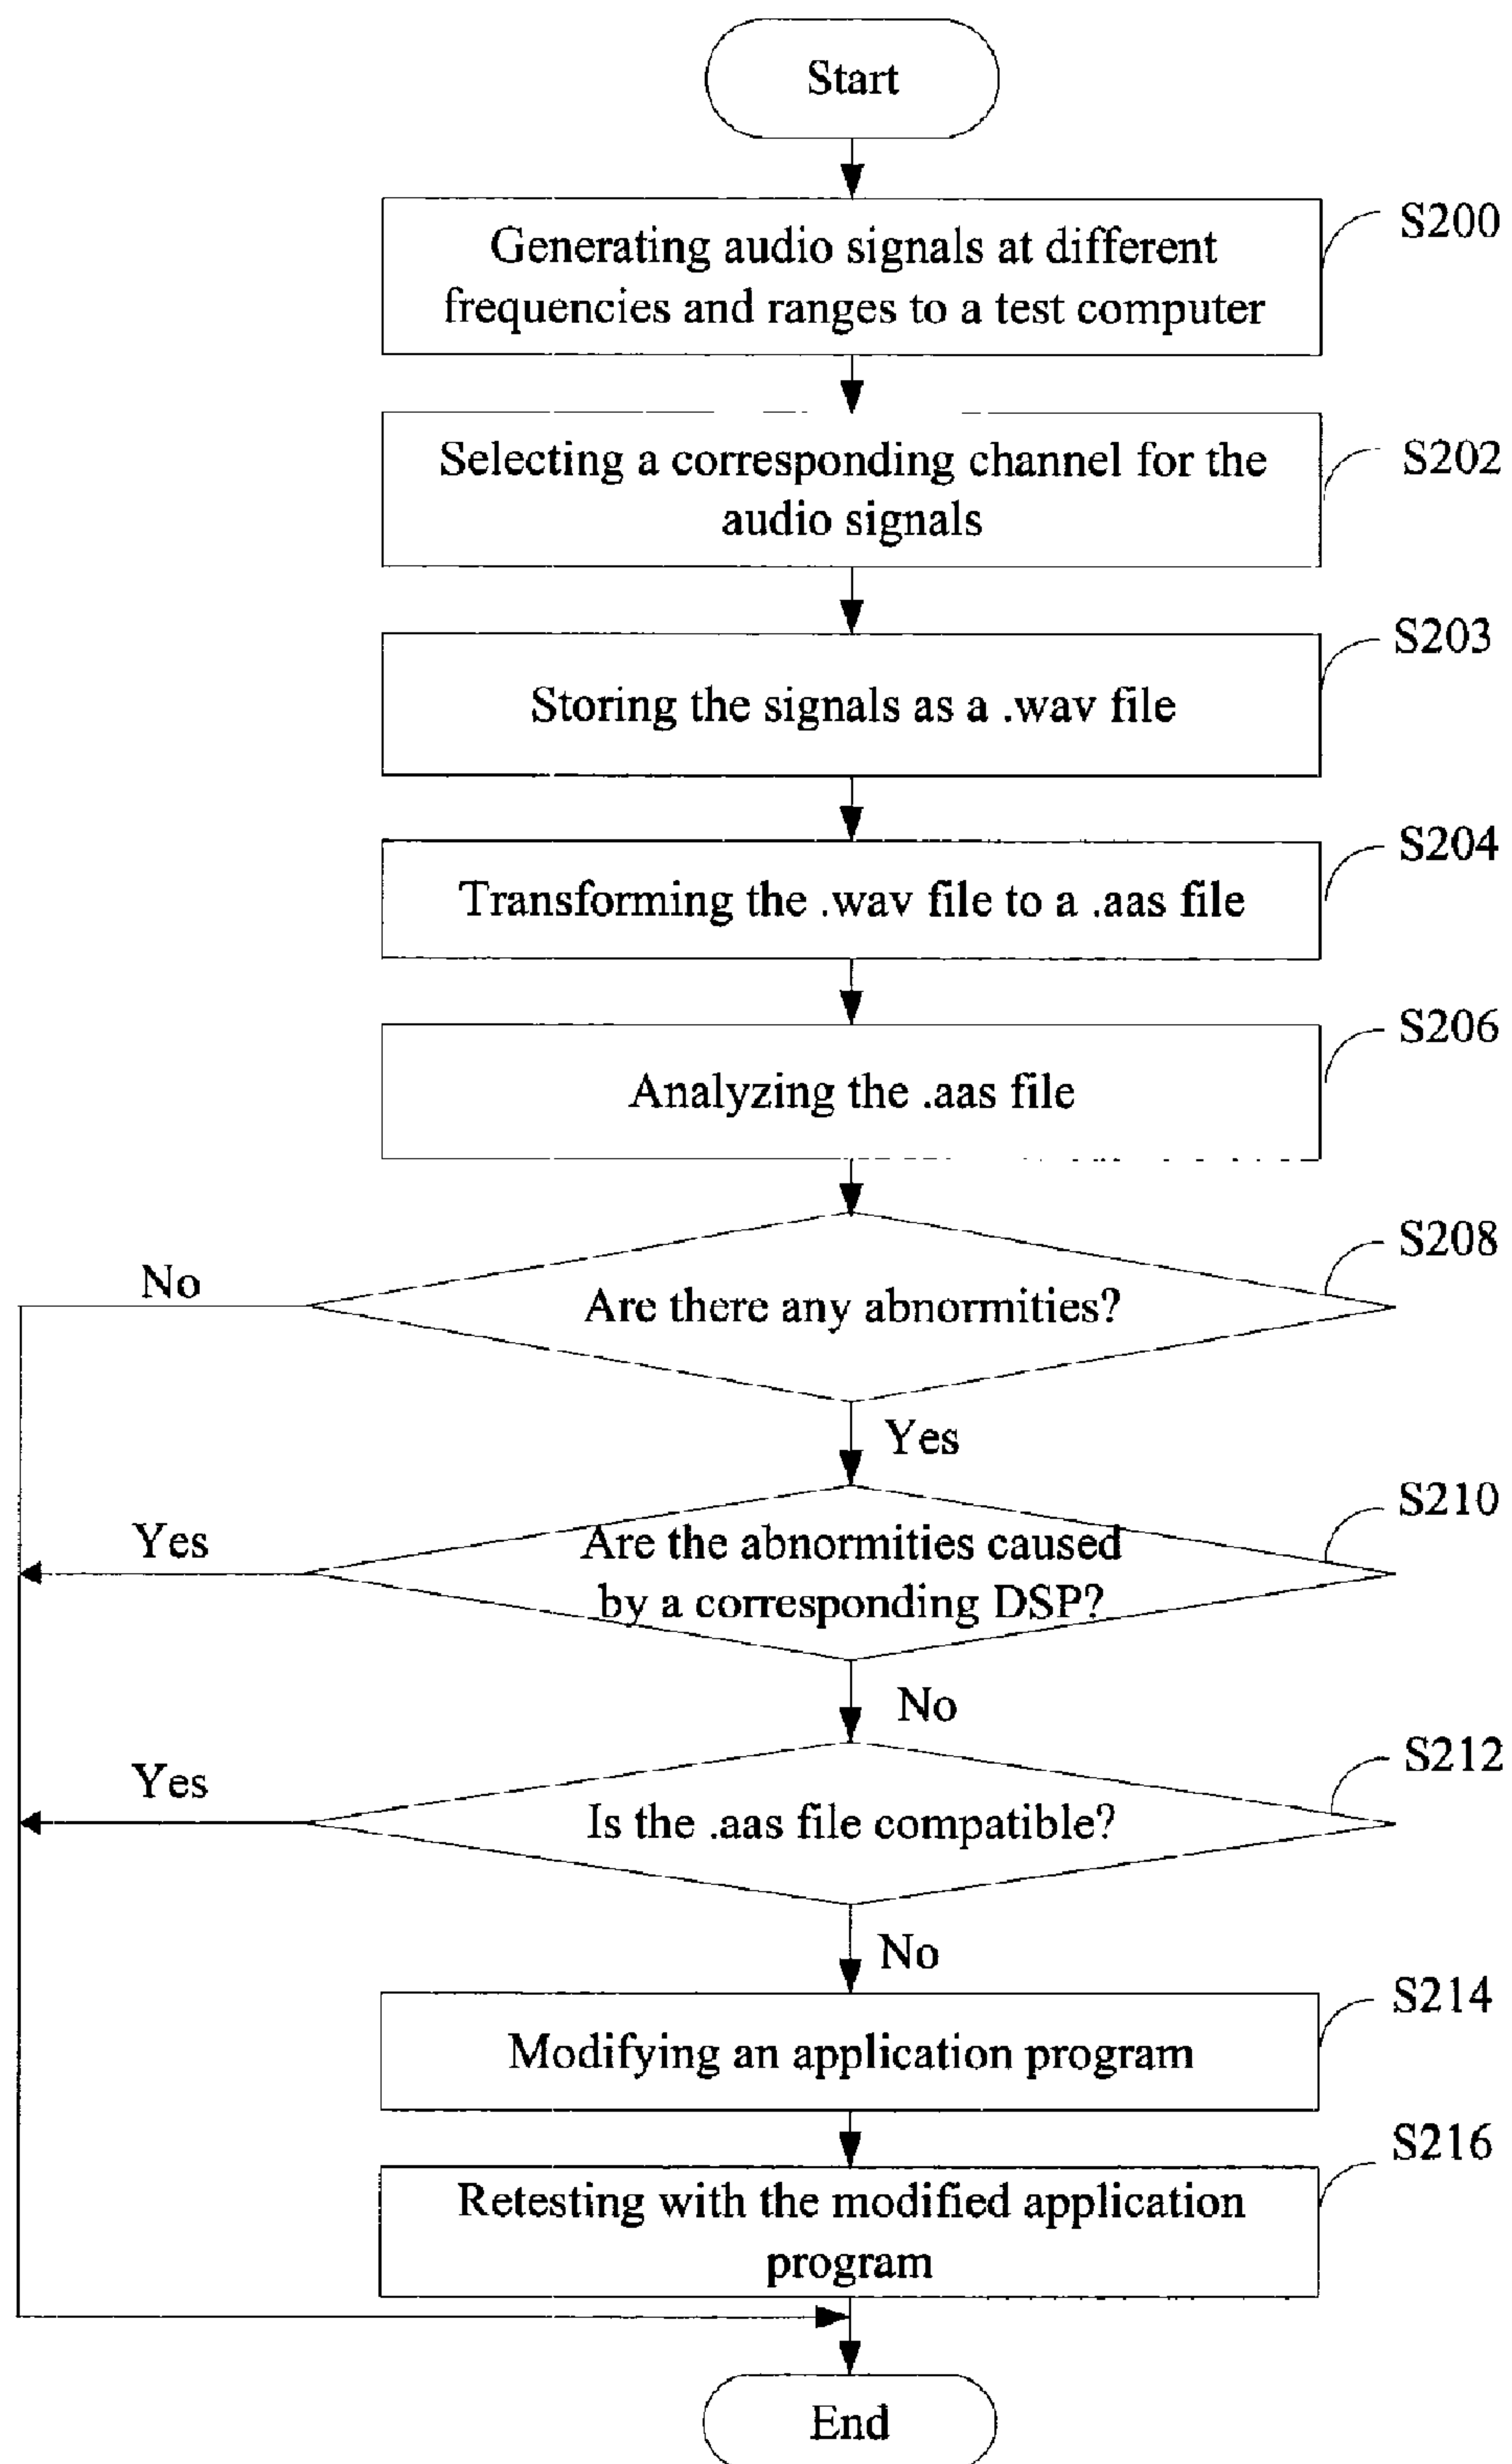 Start
Generating audio signals at different
frequencies and ranges to a test computer
S200
Selecting a corresponding channel for the
audio signals
S202
Storing the signals as a .wav file
S203
Transforming the .wav file to a .aas file
S204
Analyzing the .aas file
S206
Are there any abnormities?
S208
No
Yes
Are the abnormities caused
by a corresponding DSP?
S210
Yes
No
Is the .aas file compatible?
S212
Yes
No
Modifying an application program
S214
Retesting with the modified application
program
S216
End